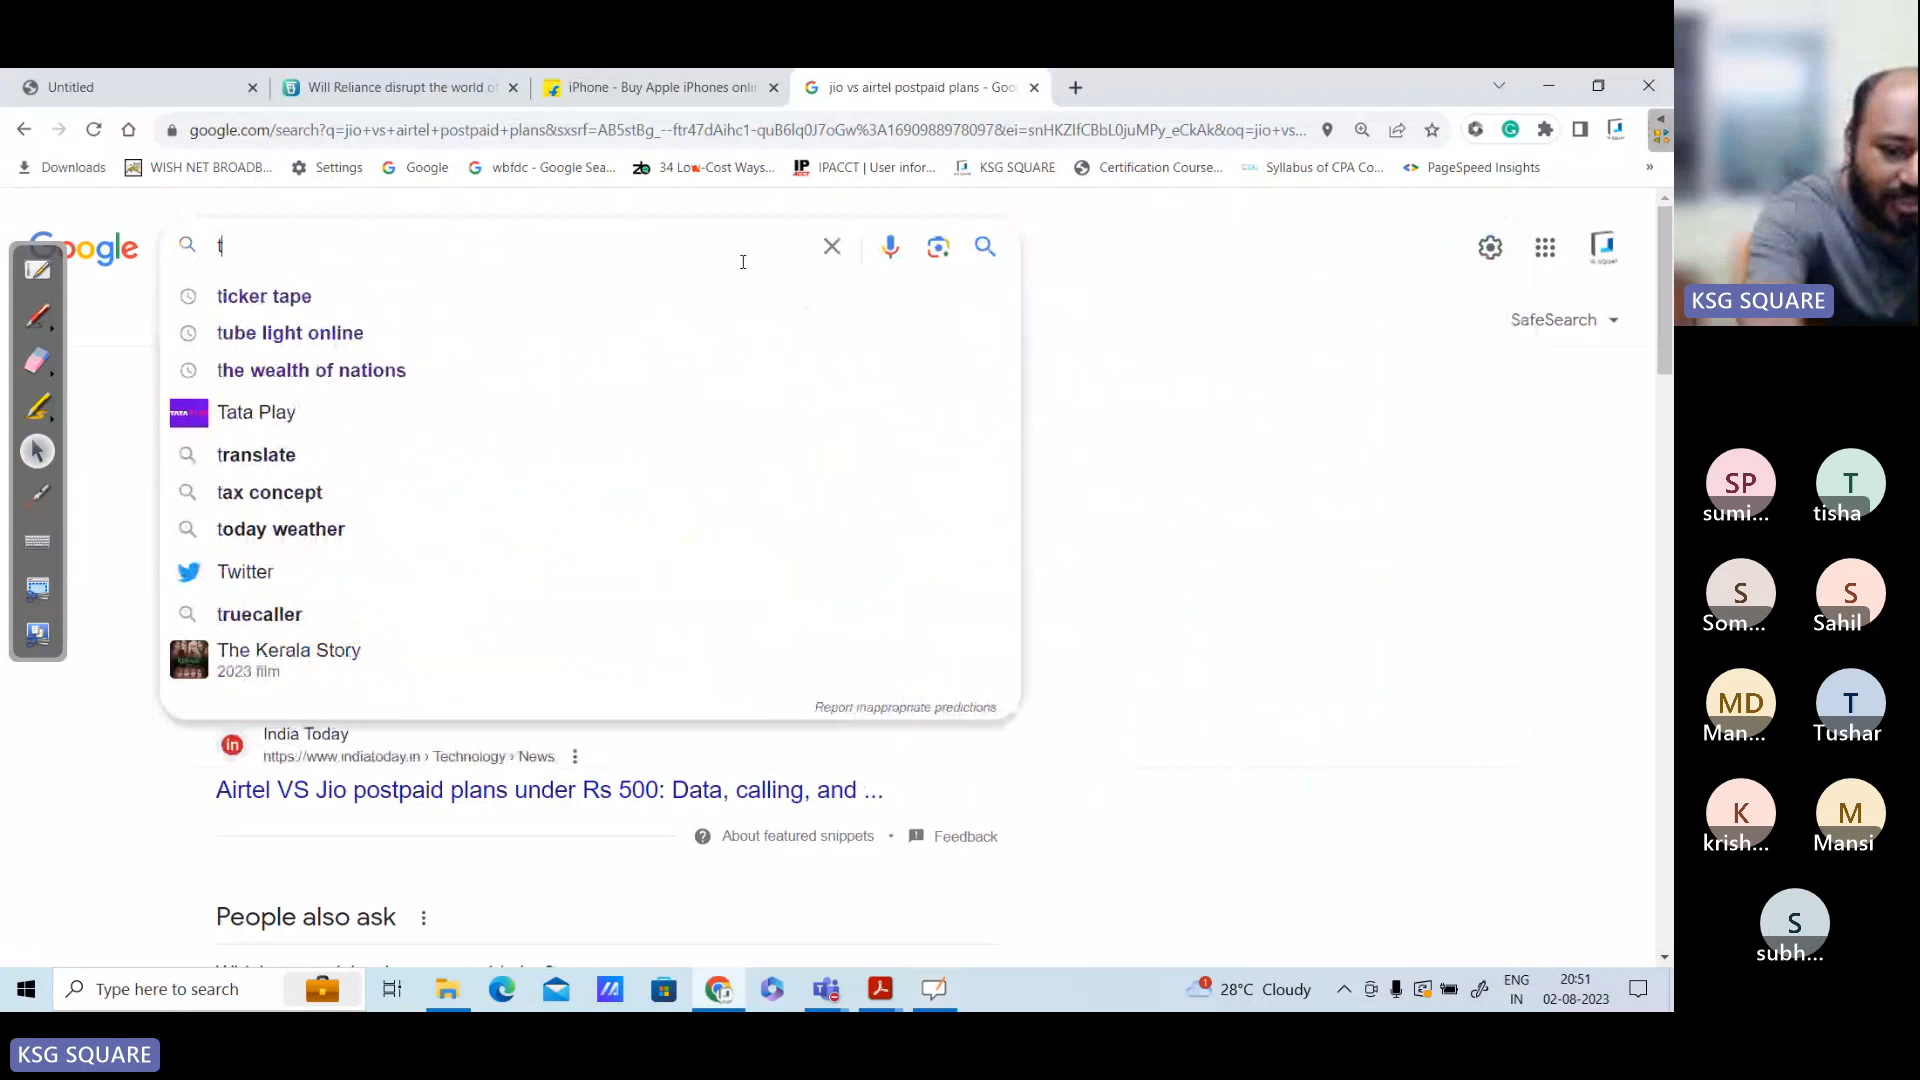 Untitled
Will Reliance disrupt the world of
iPhone - Buy Apple iPhones onli
jio vs airtel postpaid plans - Goo
google.com/search?q=jio+vs+airtel+postpaid+plans&sxsrf=AB5stBg_--ftr47dAihc1-quB6lq0J7oGw%3A1690988978097&ei=snHKZIfCBbL0juMPy_eCkAk&oq=jio+vs...
Downloads
WISH NET BROADB...
Settings
Google
wbfdc - Google Sea...
34 Low-Cost Ways...
IPACCT | User infor...
KSG SQUARE
Certification Course...
Syllabus of CPA Co...
PageSpeed Insights
»
Google
t
SafeSearch
ticker tape
tube light online
the wealth of nations
Tata Play
translate
tax concept
today weather
Twitter
truecaller
The Kerala Story
2023 film
Report inappropriate predictions
India Today
https://www.indiatoday.in › Technology › News
Airtel VS Jio postpaid plans under Rs 500: Data, calling, and ...
About featured snippets
•
Feedback
People also ask
Type here to search
28°C Cloudy
ENG
IN
20:51
02-08-2023
KSG SQUARE
KSG SQUARE
SP
sumi...
T
tisha
S
Som...
S
Sahil
MD
Man...
T
Tushar
K
krish...
M
Mansi
S
subh...